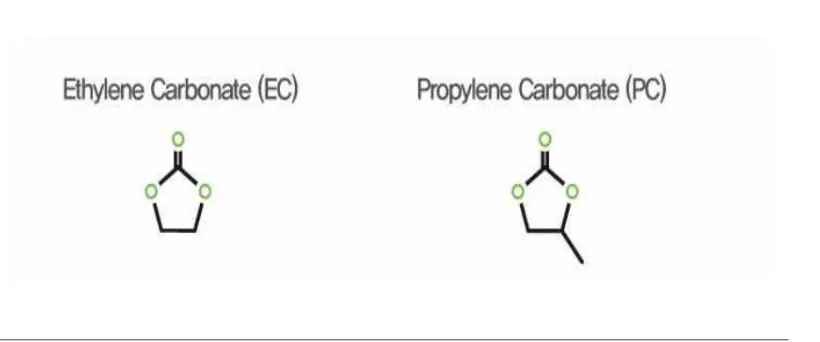 Ethylene Carbonate (EC)
Propylene Carbonate (PC)
O
O
O O
O O